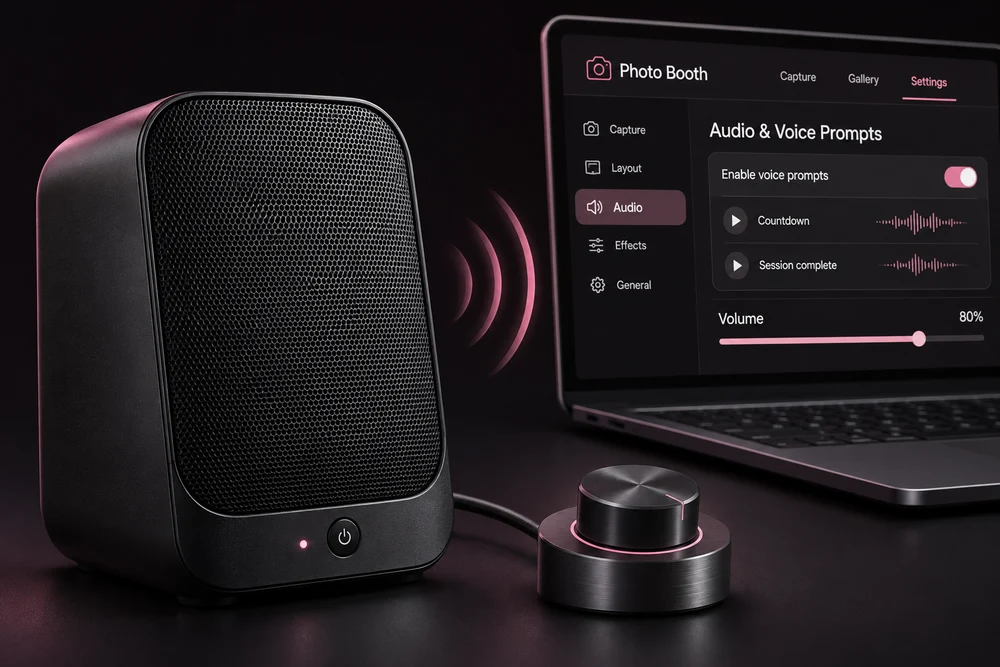 Photo Booth
Capture
Gallery
Settings
Capture
Layout
Audio
Effects
General
Audio & Voice Prompts
Enable voice prompts
Countdown
Session complete
Volume
80%